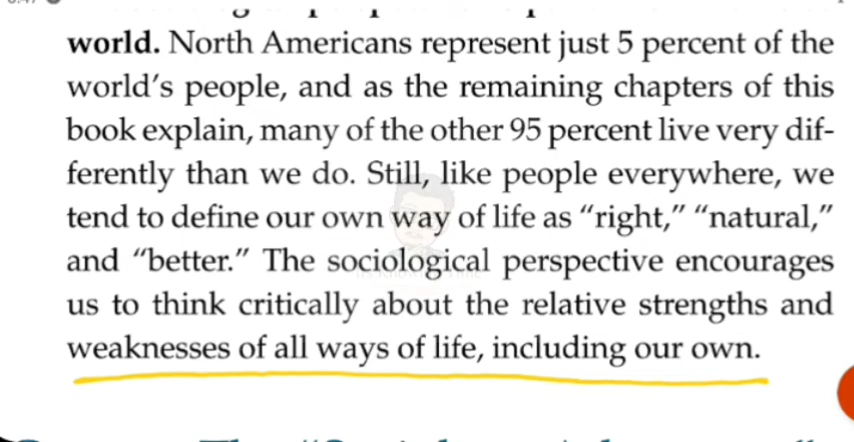 world. North Americans represent just 5 percent of the
world's people, and as the remaining chapters of this
book explain, many of the other 95 percent live very dif-
ferently than we do. Still, like people everywhere, we
tend to define our own way of life as “right,” “natural,”
and “better.” The sociological perspective encourages
us to think critically about the relative strengths and
weaknesses of all ways of life, including our own.